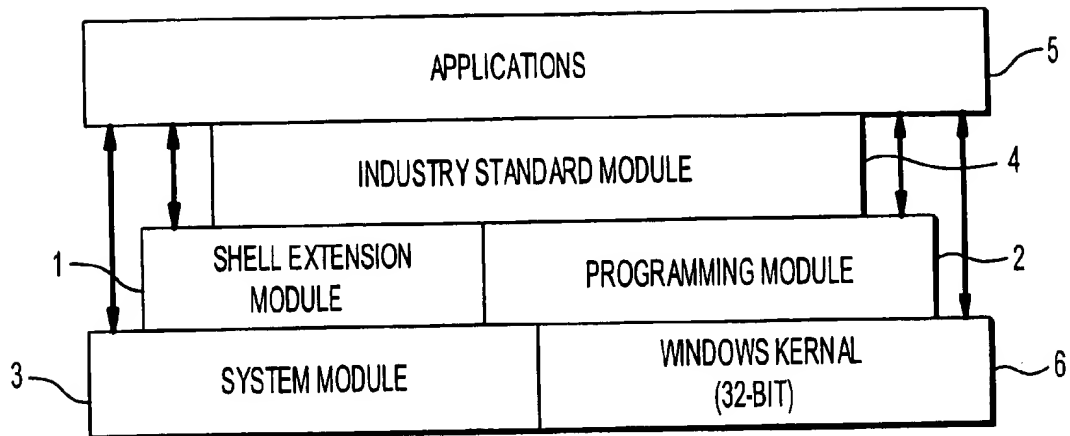 APPLICATIONS
5
INDUSTRY STANDARD MODULE
4
1
SHELL EXTENSION
MODULE
PROGRAMMING MODULE
2
3
SYSTEM MODULE
WINDOWS KERNAL
(32-BIT)
6